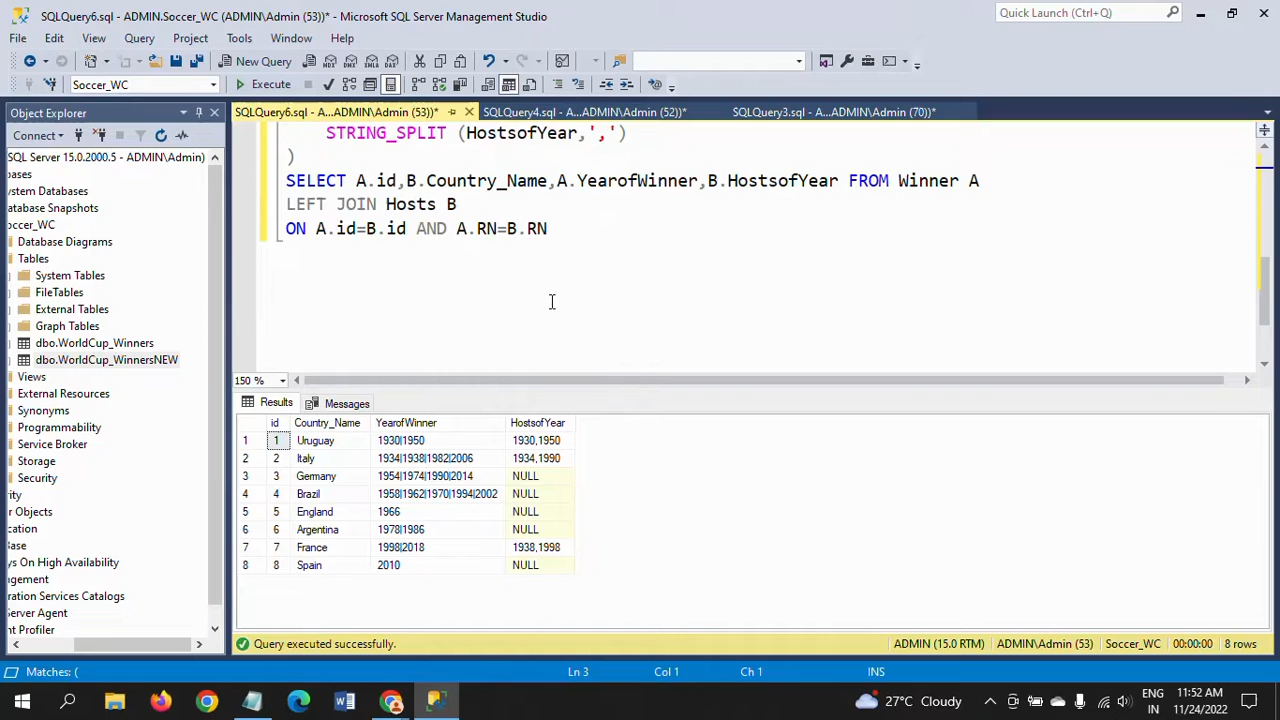 SQLQuery6.sql - ADMIN.Soccer_WC (ADMIN\Admin (53))* - Microsoft SQL Server Management Studio
Quick Launch (Ctrl+Q)
File Edit View Query Project Tools Window Help
New Query
Soccer_WC Execute
Object Explorer
SQLQuery6.sql - A...ADMIN\Admin (53))* SQLQuery4.sql - A...ADMIN\Admin (52))* SQLQuery3.sql - A...ADMIN\Admin (70))*
Connect
SQL Server 15.0.2000.5 - ADMIN\Admin)
ases
ystem Databases
atabase Snapshots
occer_WC
Database Diagrams
Tables
System Tables
FileTables
External Tables
Graph Tables
dbo.WorldCup_Winners
dbo.WorldCup_WinnersNEW
Views
External Resources
Synonyms
Programmability
Service Broker
Storage
Security
rity
er Objects
cation
Base
ys On High Availability
agement
ration Services Catalogs
Server Agent
nt Profiler
STRING_SPLIT (HostsofYear,',')
)
SELECT A.id,B.Country_Name,A.YearofWinner,B.HostsofYear FROM Winner A
LEFT JOIN Hosts B
ON A.id=B.id AND A.RN=B.RN
150 %
Results Messages
id Country_Name YearofWinner HostsofYear
1 1 Uruguay 1930|1950 1930,1950
2 2 Italy 1934|1938|1982|2006 1934,1990
3 3 Germany 1954|1974|1990|2014 NULL
4 4 Brazil 1958|1962|1970|1994|2002 NULL
5 5 England 1966 NULL
6 6 Argentina 1978|1986 NULL
7 7 France 1998|2018 1938,1998
8 8 Spain 2010 NULL
Query executed successfully. ADMIN (15.0 RTM) ADMIN\Admin (53) Soccer_WC 00:00:00 8 rows
Matches: ( Ln 3 Col 1 Ch 1 INS
27°C Cloudy
ENG
IN
11:52 AM
11/24/2022